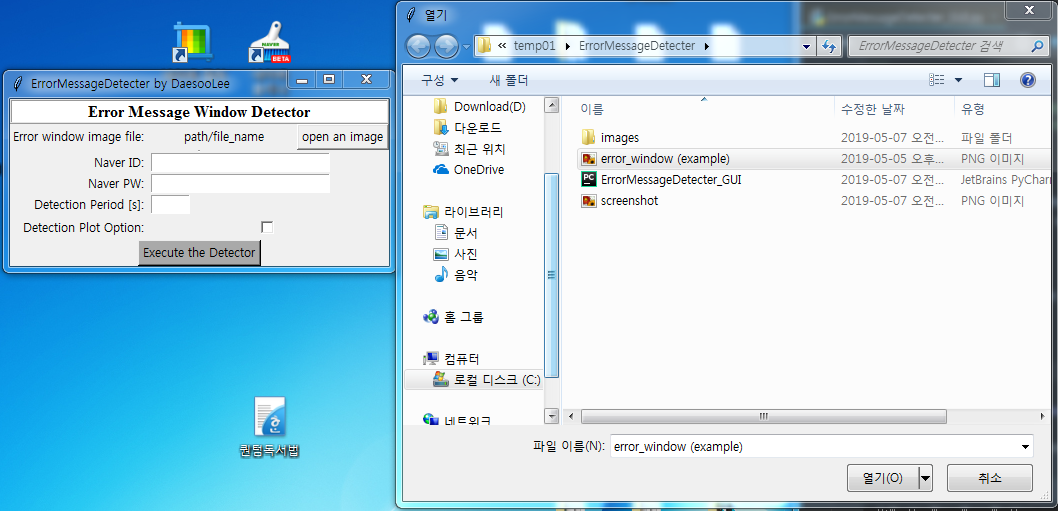 NAVER
BETA
ErrorMessageDetecter by DaesooLee
Error Message Window Detector
Error window image file: path/file_name open an image
Naver ID:
Naver PW:
Detection Period [s]:
Detection Plot Option:
Execute the Detector
퀀텀독서법
열기
« temp01 ErrorMessageDetecter
ErrorMessageDetecter 검색
구성 새 폴더
Download(D)
다운로드
최근 위치
OneDrive
라이브러리
문서
사진
음악
홈 그룹
컴퓨터
로컬 디스크 (C:)
네트워크
이름 수정한 날짜 유형
images 2019-05-07 오전... 파일 폴더
error_window (example) 2019-05-05 오후... PNG 이미지
ErrorMessageDetecter_GUI 2019-05-07 오전... JetBrains PyChar
screenshot 2019-05-07 오전... PNG 이미지
파일 이름(N): error_window (example)
열기(O) 취소